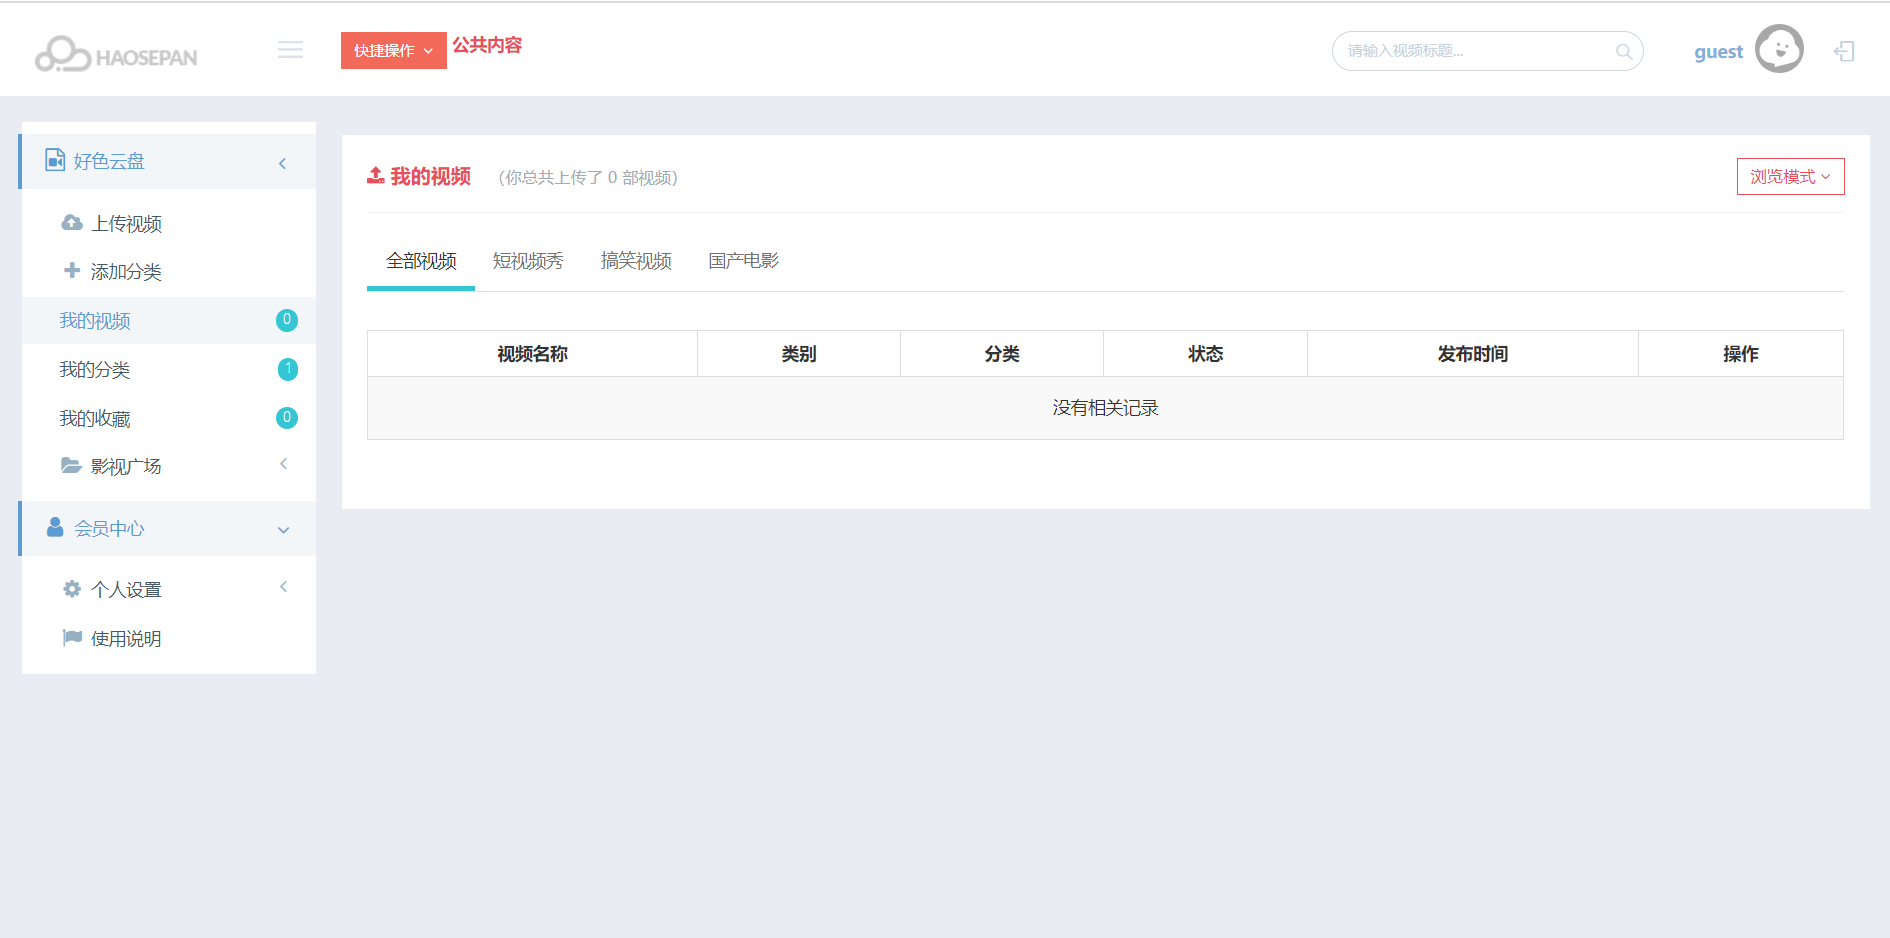 HAOSEPAN
快捷操作
公共内容
请输入视频标题...
guest
好色云盘
上传视频
添加分类
我的视频 0
我的分类 1
我的收藏 0
影视广场
会员中心
个人设置
使用说明
我的视频 (你总共上传了 0 部视频)
浏览模式
全部视频 短视频秀 搞笑视频 国产电影
视频名称 类别 分类 状态 发布时间 操作
没有相关记录